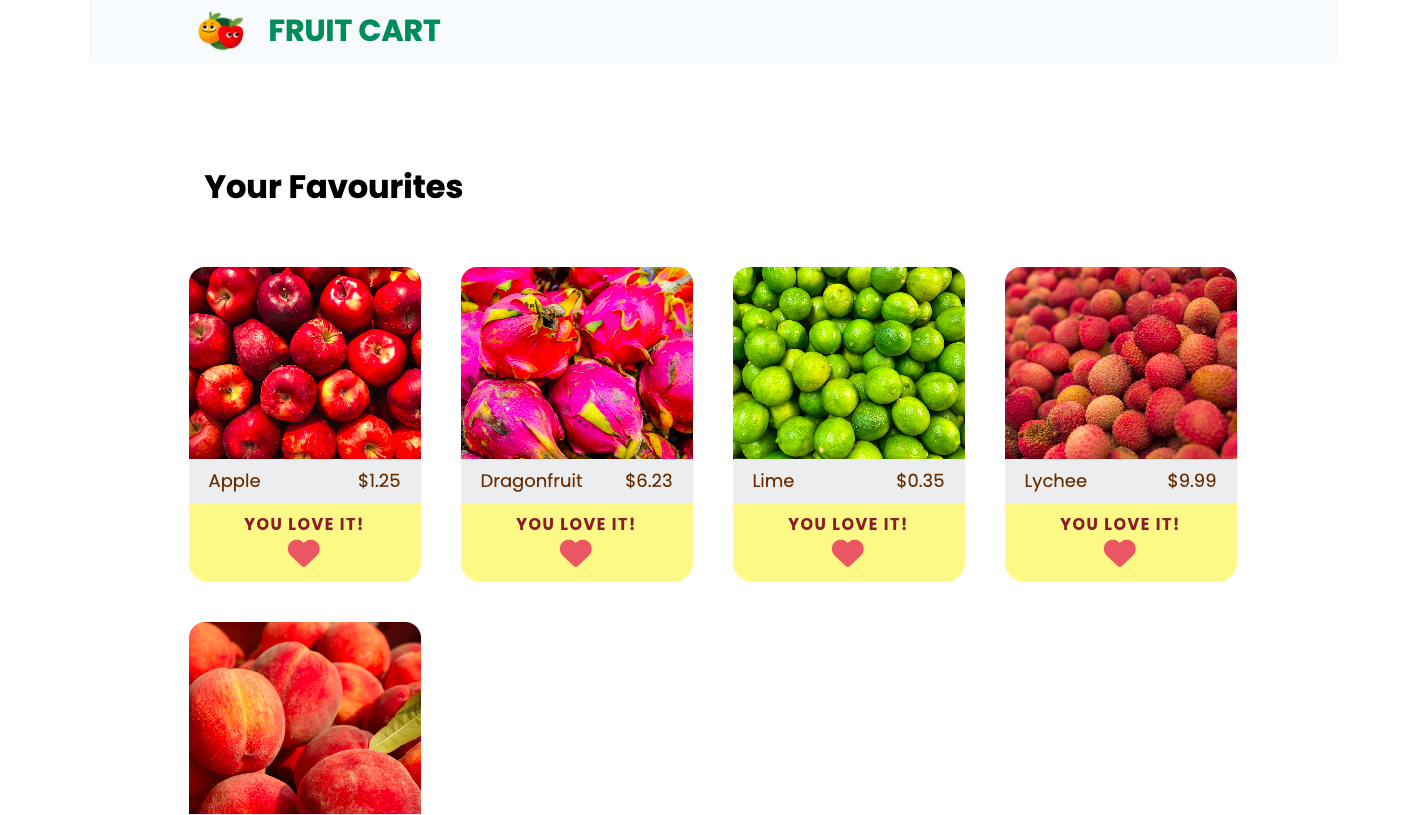 FRUIT CART
Your Favourites
Apple $1.25
Dragonfruit $6.23
Lime $0.35
Lychee $9.99
YOU LOVE IT!
YOU LOVE IT!
YOU LOVE IT!
YOU LOVE IT!